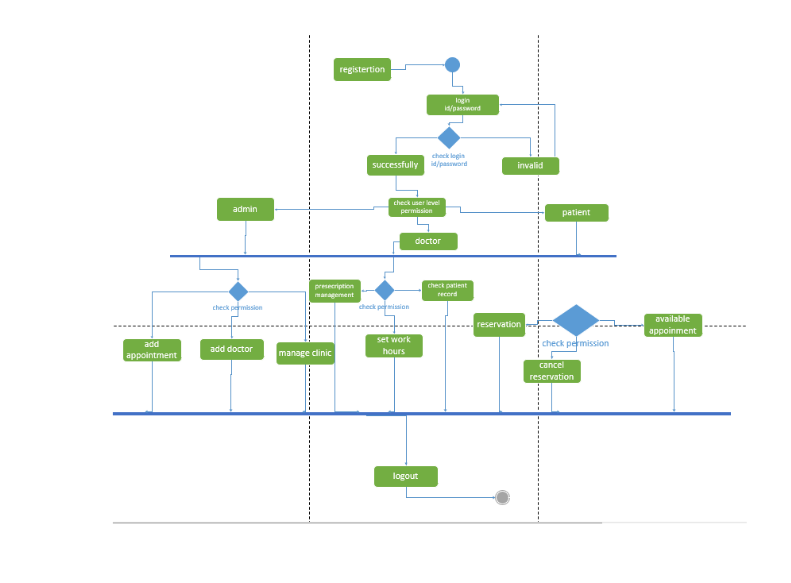 registertion
login
id/password
check login
id/password
successfully
invalid
check user level
permission
admin
patient
doctor
check permission
prescription
management
check permission
check patient
record
reservation
check permission
available
appoinment
add
appointment
add doctor
manage clinic
set work
hours
cancel
reservation
logout